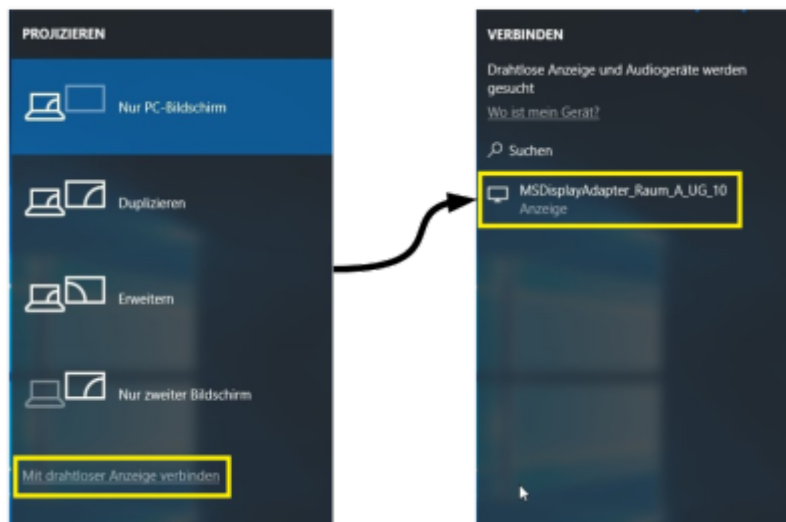 PROJIZIEREN
Nur PC-Bildschirm
Duplizieren
Erweitern
Nur zweiter Bildschirm
Mit drahtloser Anzeige verbinden
VERBINDEN
Drahtlose Anzeige und Audiogeräte werden
gesucht
Wo ist mein Gerät?
Suchen
MSDisplayAdapter_Raum_A_UG_10
Anzeige